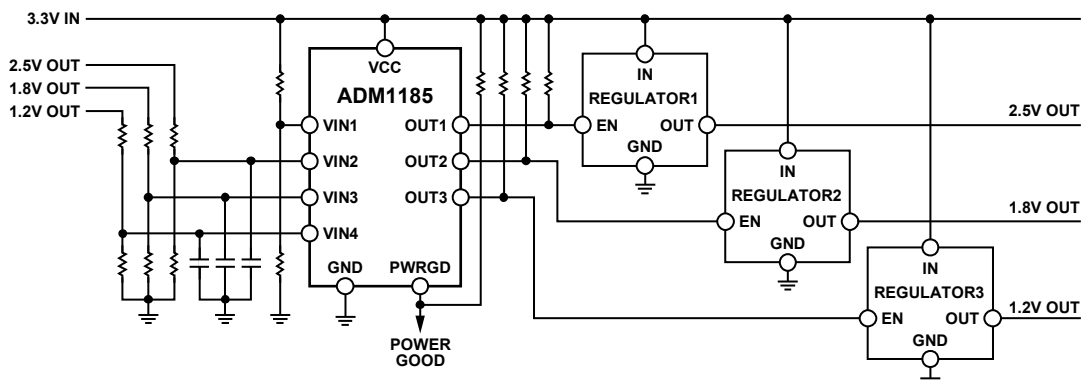 3.3V IN
2.5V OUT
1.8V OUT
1.2V OUT
VCC
ADM1185
VIN1
VIN2
VIN3
VIN4
OUT1
OUT2
OUT3
GND
PWRGD
POWER
GOOD
IN
REGULATOR1
EN
OUT
GND
2.5V OUT
IN
REGULATOR2
EN
OUT
GND
1.8V OUT
IN
REGULATOR3
EN
OUT
GND
1.2V OUT